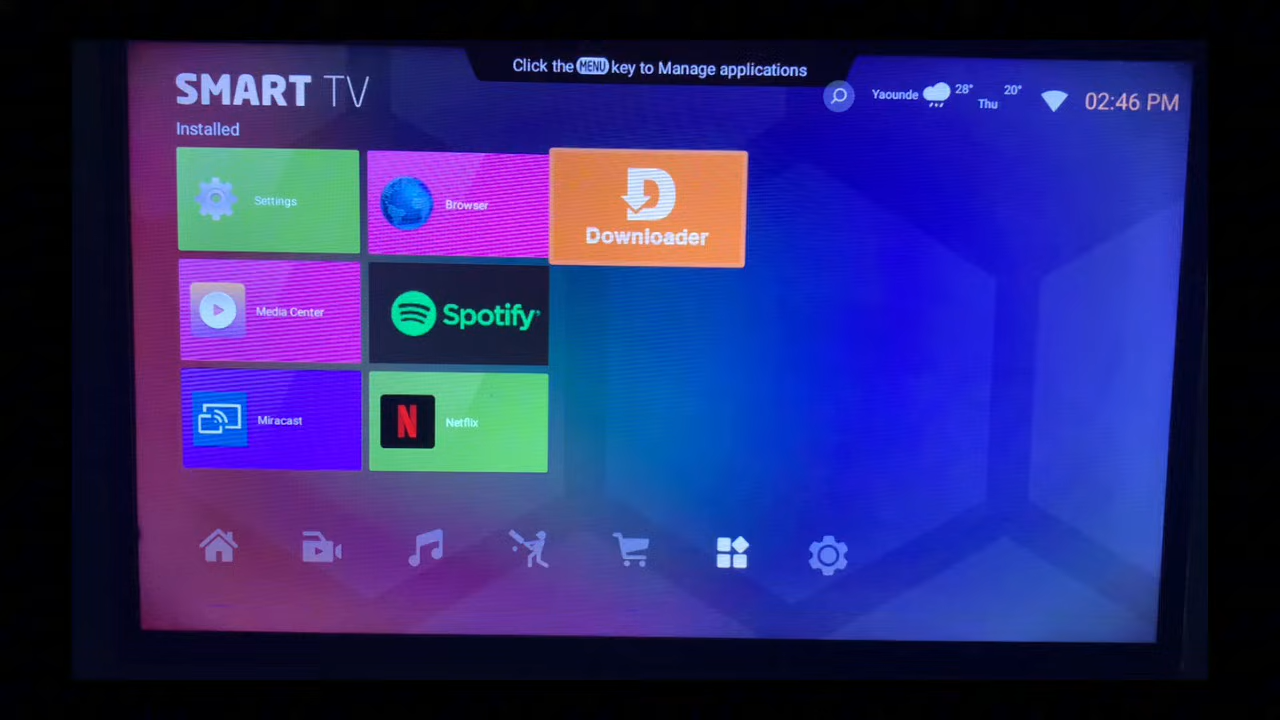 Click the MENU key to Manage applications
SMART TV
Yaounde 28° Thu 20° 02:46 PM
Installed
Settings
Browser
D
Downloader
Media Center
Spotify
Miracast
N
Netflix